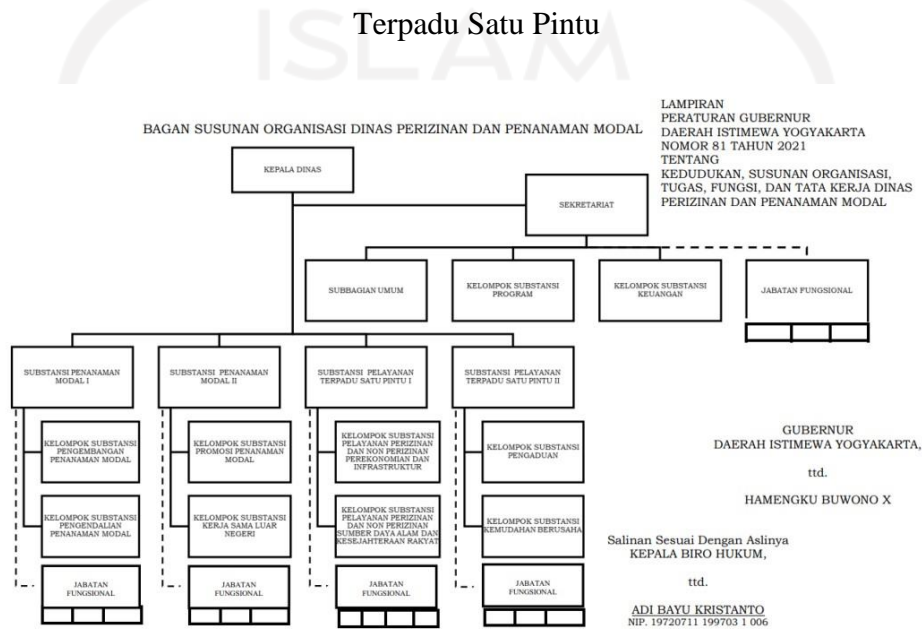 Terpadu Satu Pintu
ISLAM
BAGAN SUSUNAN ORGANISASI DINAS PERIZINAN DAN PENANAMAN MODAL
LAMPIRAN
PERATURAN GUBERNUR
DAERAH ISTIMEWA YOGYAKARTA
NOMOR 81 TAHUN 2021
TENTANG
KEDUDUKAN, SUSUNAN ORGANISASI,
TUGAS, FUNGSI, DAN TATA KERJA DINAS
PERIZINAN DAN PENANAMAN MODAL
KEPALA DINAS
SEKRETARIAT
SUBBAGIAN UMUM
KELOMPOK SUBSTANSI
PROGRAM
KELOMPOK SUBSTANSI
KEUANGAN
JABATAN FUNGSIONAL
SUBSTANSI PENANAMAN
MODAL I
SUBSTANSI PENANAMAN
MODAL II
SUBSTANSI PELAYANAN
TERPADU SATU PINTU I
SUBSTANSI PELAYANAN
TERPADU SATU PINTU II
KELOMPOK SUBSTANSI
PENGEMBANGAN
PENANAMAN MODAL
KELOMPOK SUBSTANSI
PROMOSI PENANAMAN
MODAL
KELOMPOK SUBSTANSI
PELAYANAN PERIZINAN
DAN NON PERIZINAN
PEREKONOMIAN DAN
INFRASTRUKTUR
KELOMPOK SUBSTANSI
PENGADUAN
KELOMPOK SUBSTANSI
PENGENDALIAN
PENANAMAN MODAL
KELOMPOK SUBSTANSI
KERJA SAMA LUAR
NEGERI
KELOMPOK SUBSTANSI
PELAYANAN PERIZINAN
DAN NON PERIZINAN
SUMBER DAYA ALAM DAN
KESEJAHTERAAN RAKYAT
KELOMPOK SUBSTANSI
KEMUDAHAN BERUSAHA
JABATAN
FUNGSIONAL
JABATAN
FUNGSIONAL
JABATAN
FUNGSIONAL
JABATAN
FUNGSIONAL
GUBERNUR
DAERAH ISTIMEWA YOGYAKARTA,
ttd.
HAMENGKU BUWONO X
Salinan Sesuai Dengan Aslinya
KEPALA BIRO HUKUM,
ttd.
ADI BAYU KRISTANTO
NIP. 19720711 199703 1 006